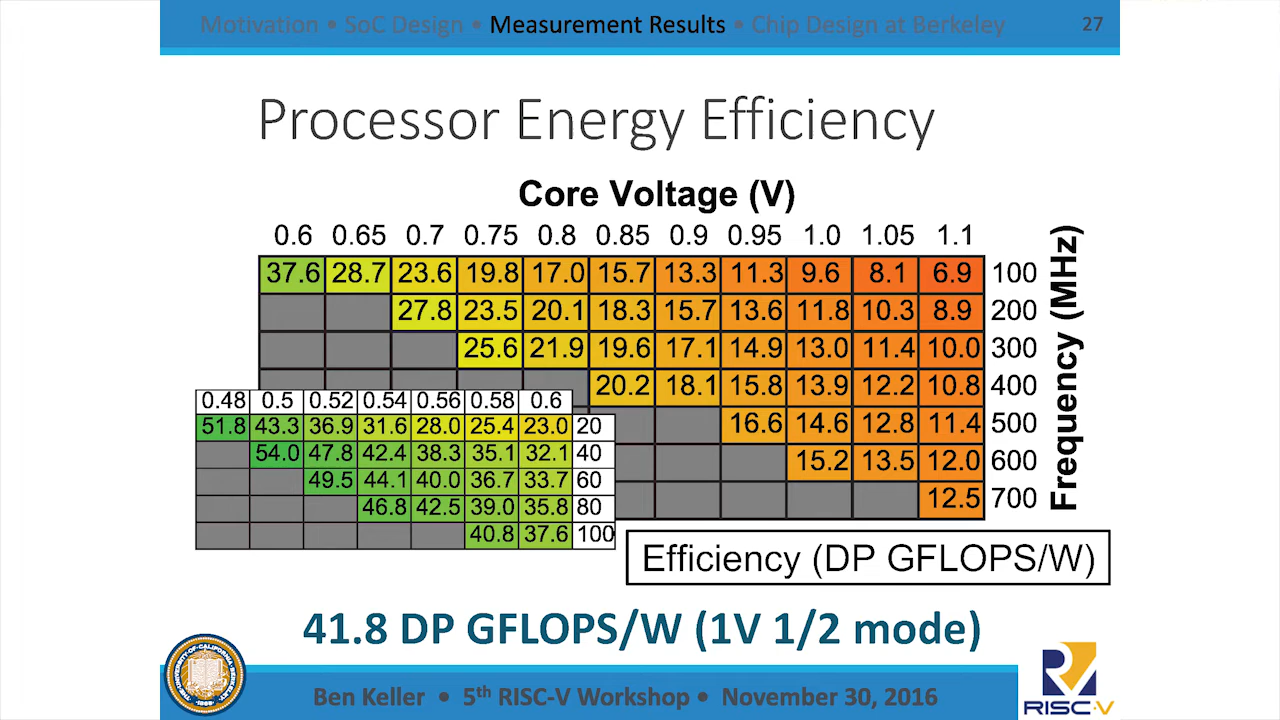 Motivation • SoC Design • Measurement Results • Chip Design at Berkeley 27
Processor Energy Efficiency
Core Voltage (V)
0.6 0.65 0.7 0.75 0.8 0.85 0.9 0.95 1.0 1.05 1.1
37.6 28.7 23.6 19.8 17.0 15.7 13.3 11.3 9.6 8.1 6.9 100
27.8 23.5 20.1 18.3 15.7 13.6 11.8 10.3 8.9 200
25.6 21.9 19.6 17.1 14.9 13.0 11.4 10.0 300
20.2 18.1 15.8 13.9 12.2 10.8 400
16.6 14.6 12.8 11.4 500
15.2 13.5 12.0 600
12.5 700
Frequency (MHz)
0.48 0.5 0.52 0.54 0.56 0.58 0.6
51.8 43.3 36.9 31.6 28.0 25.4 23.0 20
54.0 47.8 42.4 38.3 35.1 32.1 40
49.5 44.1 40.0 36.7 33.7 60
46.8 42.5 39.0 35.8 80
40.8 37.6 100
Efficiency (DP GFLOPS/W)
41.8 DP GFLOPS/W (1V 1/2 mode)
THE UNIVERSITY OF CALIFORNIA BERKELEY
1868
Ben Keller • 5th RISC-V Workshop • November 30, 2016
RISC-V